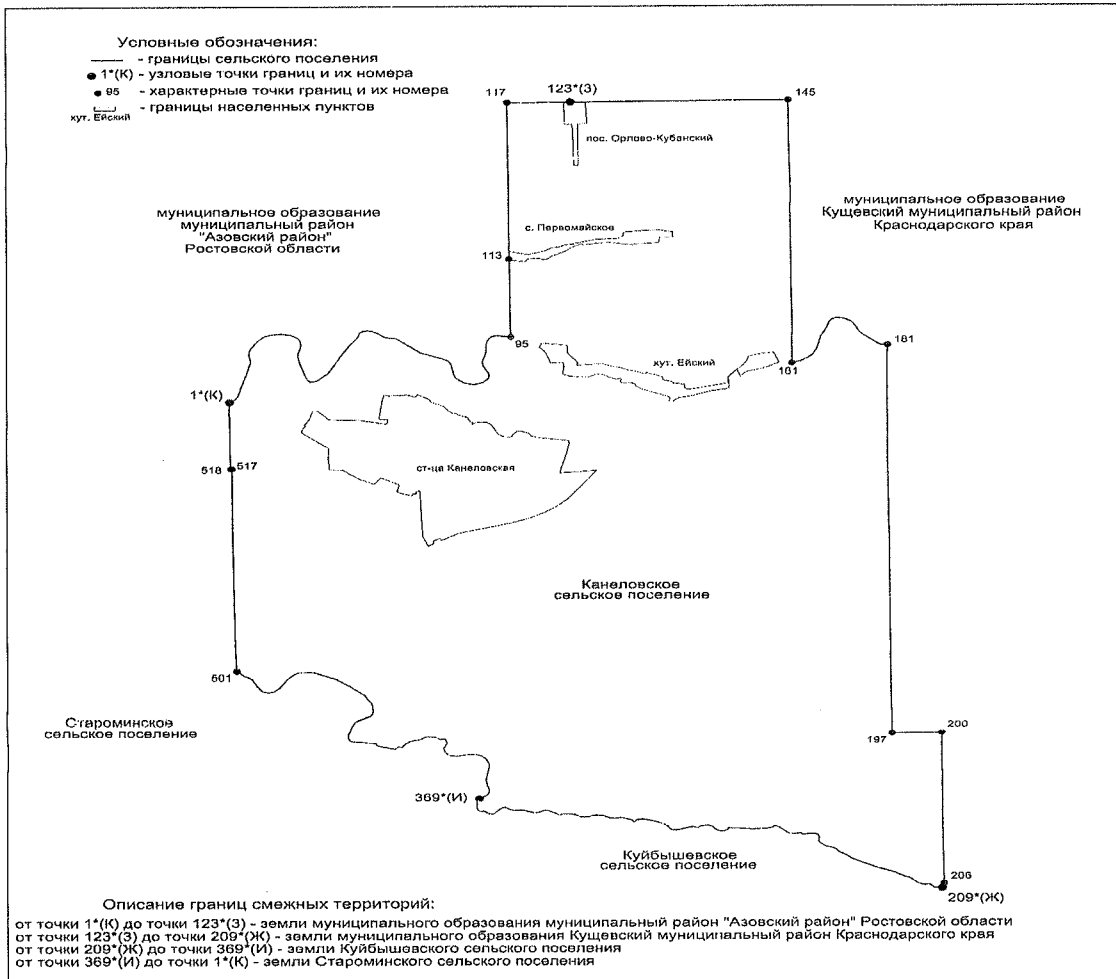 Условные обозначения:
- границы сельского поселения
1*(К) - узловые точки границ и их номера
95 - характерные точки границ и их номера
хут. Ейский - границы населенных пунктов
117
123*(З)
145
пос. Орлово-Кубанский
муниципальное образование
муниципальный район
"Азовский район"
Ростовской области
муниципальное образование
Кущевский муниципальный район
Краснодарского края
с. Первомайское
113
95
хут. Ейский
161
181
1*(К)
518
517
ст-ца Канеловская
Канеловское
сельское поселение
501
Староминское
сельское поселение
197
200
369*(И)
Куйбышевское
сельское поселение
206
209*(Ж)
Описание границ смежных территорий:
от точки 1*(К) до точки 123*(З) - земли муниципального образования муниципальный район "Азовский район" Ростовской области
от точки 123*(З) до точки 209*(Ж) - земли муниципального образования Кущевский муниципальный район Краснодарского края
от точки 209*(Ж) до точки 369*(И) - земли Куйбышевского сельского поселения
от точки 369*(И) до точки 1*(К) - земли Староминского сельского поселения